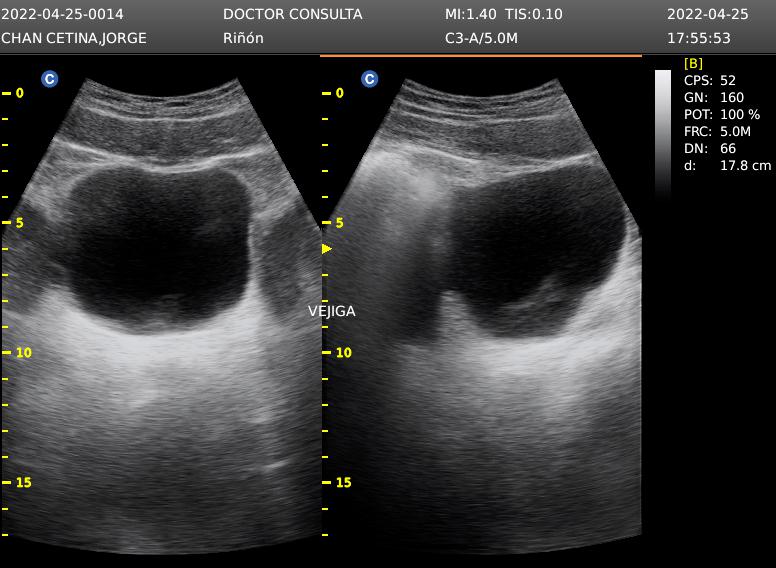 2022-04-25-0014 DOCTOR CONSULTA MI:1.40 TIS:0.10 2022-04-25
CHAN CETINA,JORGE Riñón C3-A/5.0M 17:55:53
[B]
CPS: 52
GN: 160
POT: 100 %
FRC: 5.0M
DN: 66
d: 17.8 cm
C C
0 0
5 5
VEJIGA
10 10
15 15